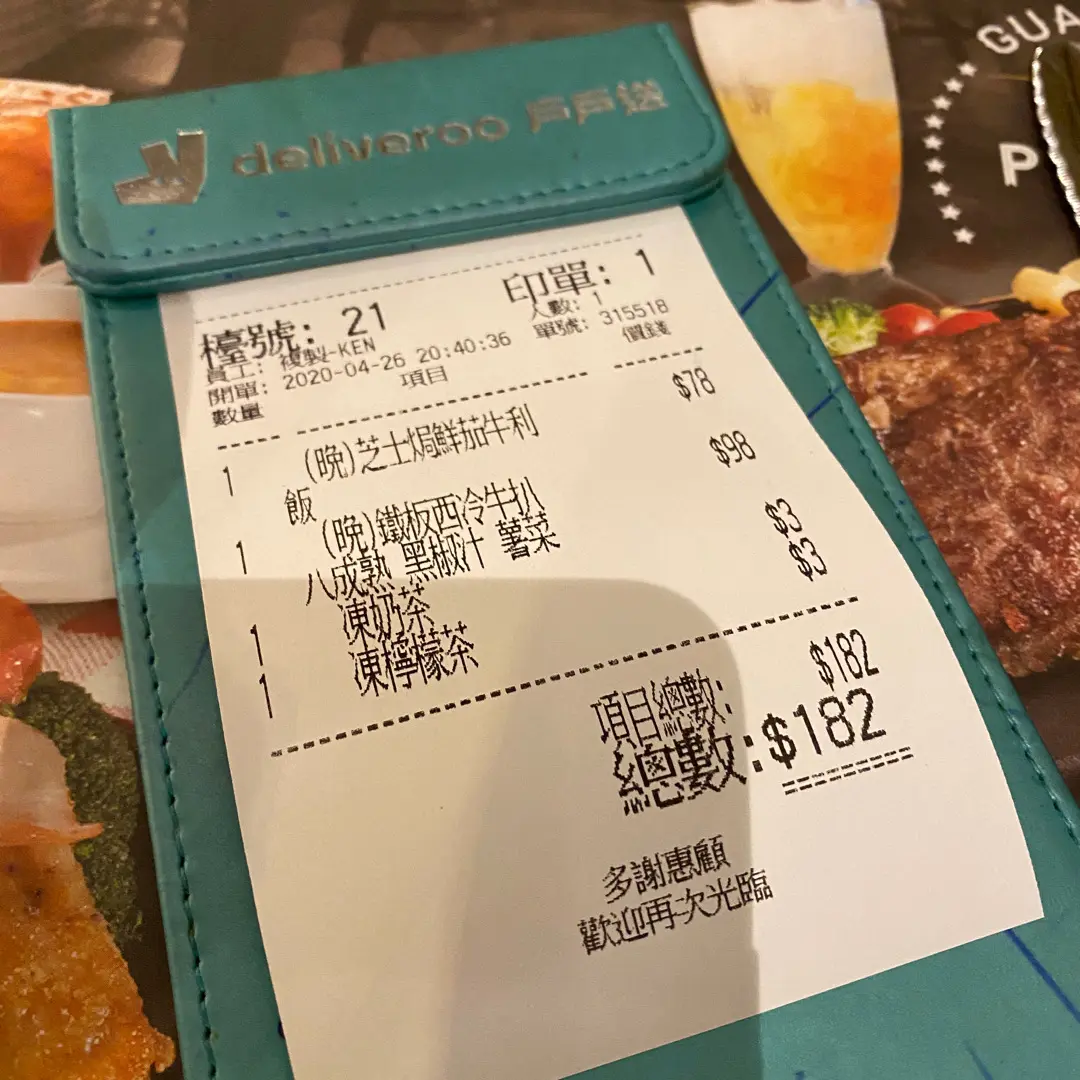 deliveroo 戶戶送
GUA
P
檯號: 21 印單: 1
員工: 複製-KEN 人數: 1
開單: 2020-04-26 20:40:36 單號: 315518
數量 項目 價錢
1 (晚)芝士焗鮮茄牛利 $78
飯
1 (晚)鐵板西冷牛扒 $98
八成熟 黑椒汁 薯菜
1 凍奶茶 $3
1 凍檸檬茶 $3
項目總數: $182
總數: $182
多謝惠顧
歡迎再次光臨